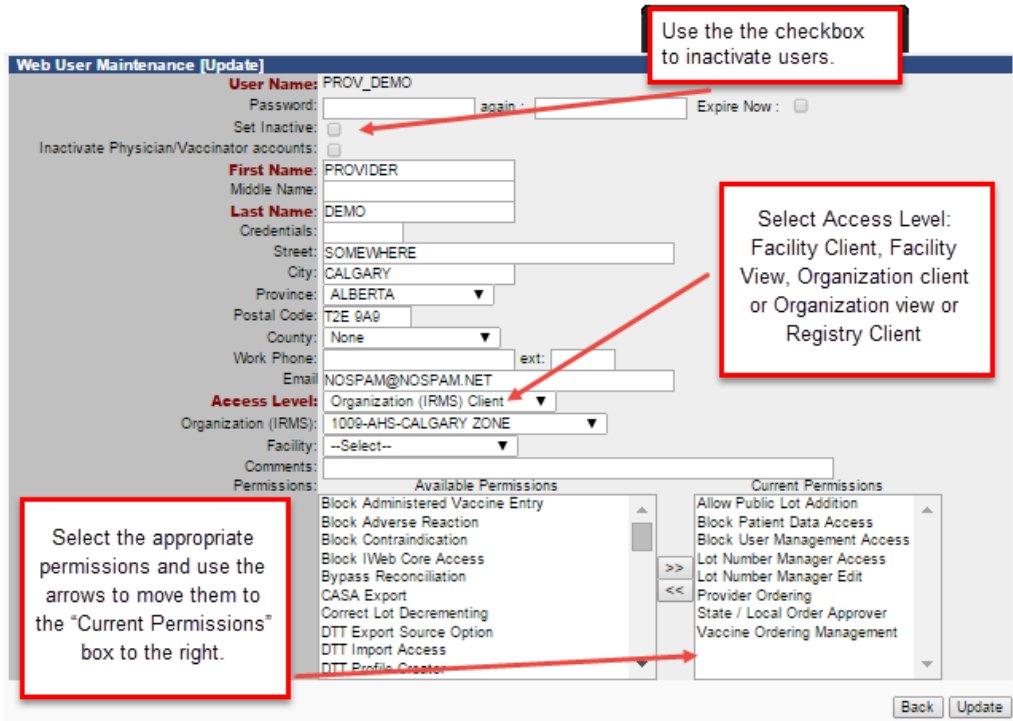 Use the the checkbox
to inactivate users.
Web User Maintenance [Update]
User Name: PROV_DEMO
Password: again : Expire Now :
Set Inactive:
Inactivate Physician/Vaccinator accounts:
First Name: PROVIDER
Middle Name:
Last Name: DEMO
Credentials:
Street: SOMEWHERE
City: CALGARY
Province: ALBERTA
Postal Code: T2E 9A9
County: None
Work Phone: ext:
Email NOSPAM@NOSPAM.NET
Access Level: Organization (IRMS) Client
Organization (IRMS): 1009-AHS-CALGARY ZONE
Facility: --Select--
Comments:
Select Access Level:
Facility Client, Facility
View, Organization client
or Organization view or
Registry Client
Permissions: Available Permissions Current Permissions
Block Administered Vaccine Entry
Block Adverse Reaction
Block Contraindication
Block IWeb Core Access
Bypass Reconciliation
CASA Export
Correct Lot Decrementing
DTT Export Source Option
DTT Import Access
DTT Profile Creator
>>
<<
Allow Public Lot Addition
Block Patient Data Access
Block User Management Access
Lot Number Manager Access
Lot Number Manager Edit
Provider Ordering
State / Local Order Approver
Vaccine Ordering Management
Select the appropriate
permissions and use the
arrows to move them to
the “Current Permissions”
box to the right.
Back Update